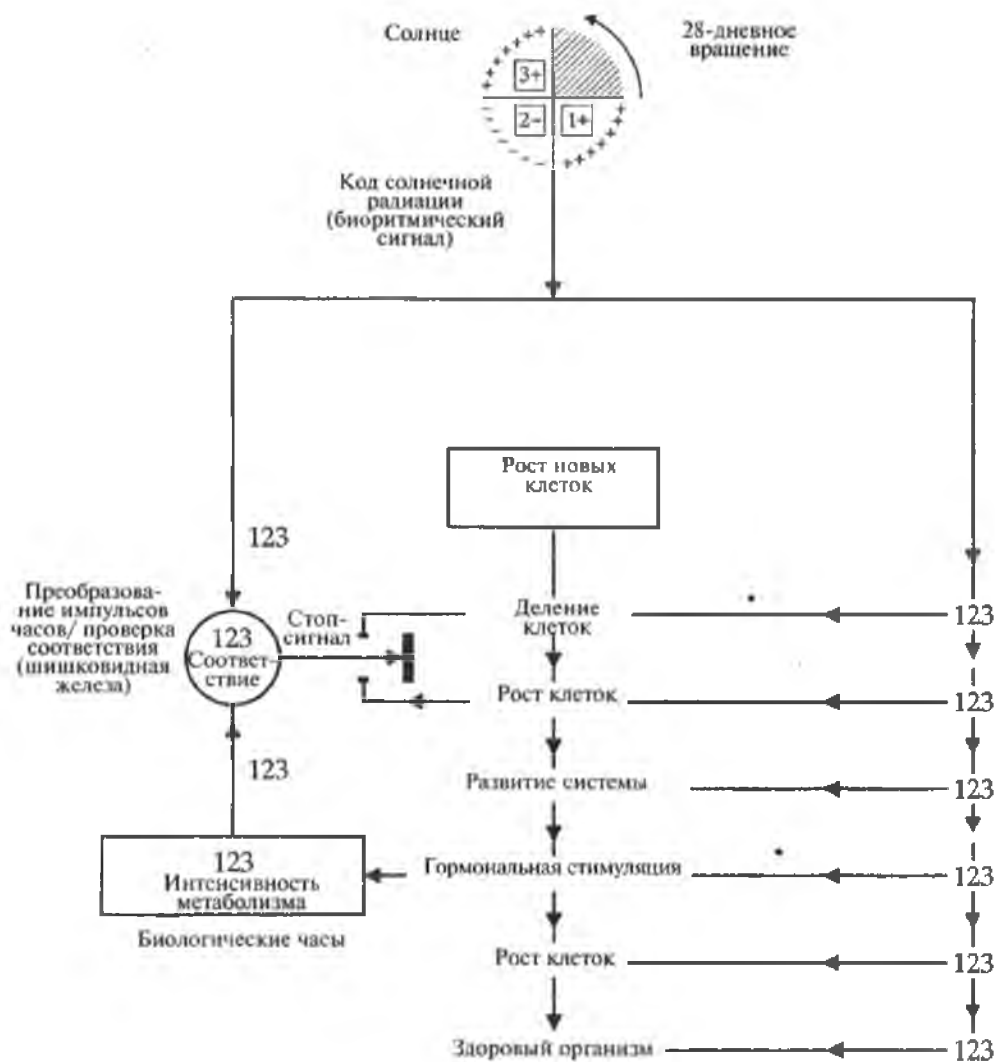 Солнце
28-дневное
вращение
3+
2-
1+
Код солнечной
радиации
(биоритмический
сигнал)
Рост новых
клеток
123
Преобразова-
ние импульсов
часов/ проверка
соответствия
(шишковидная
железа)
123
Соответ-
ствие
Стоп-
сигнал
Деление
клеток
123
Рост клеток
123
123
Развитие системы
123
123
Интенсивность
метаболизма
Гормональная стимуляция
123
Биологические часы
Рост клеток
123
Здоровый организм
123